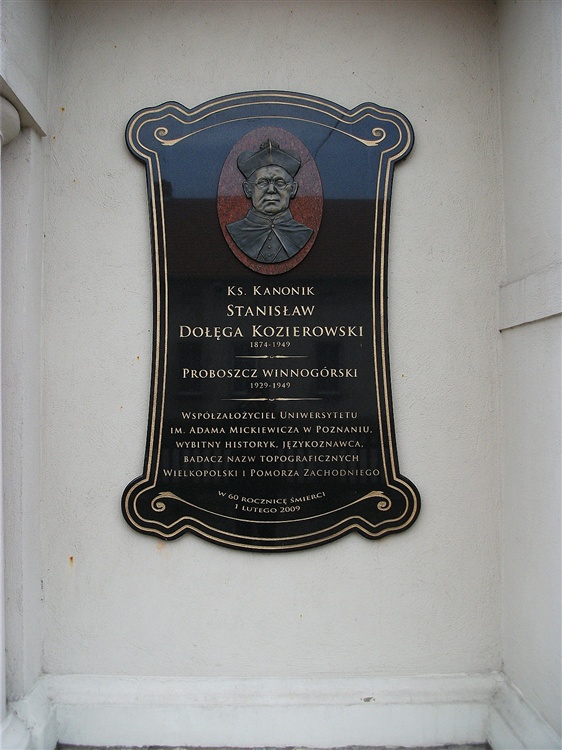 Ks. Kanonik
Stanisław
Dołęga Kozierowski
1874-1949
Proboszcz winnogórski
1929-1949
Współzałożyciel Uniwersytetu
im. Adama Mickiewicza w Poznaniu,
wybitny historyk, językoznawca,
badacz nazw topograficznych
Wielkopolski i Pomorza Zachodniego
w 60 rocznicę śmierci
1 lutego 2009